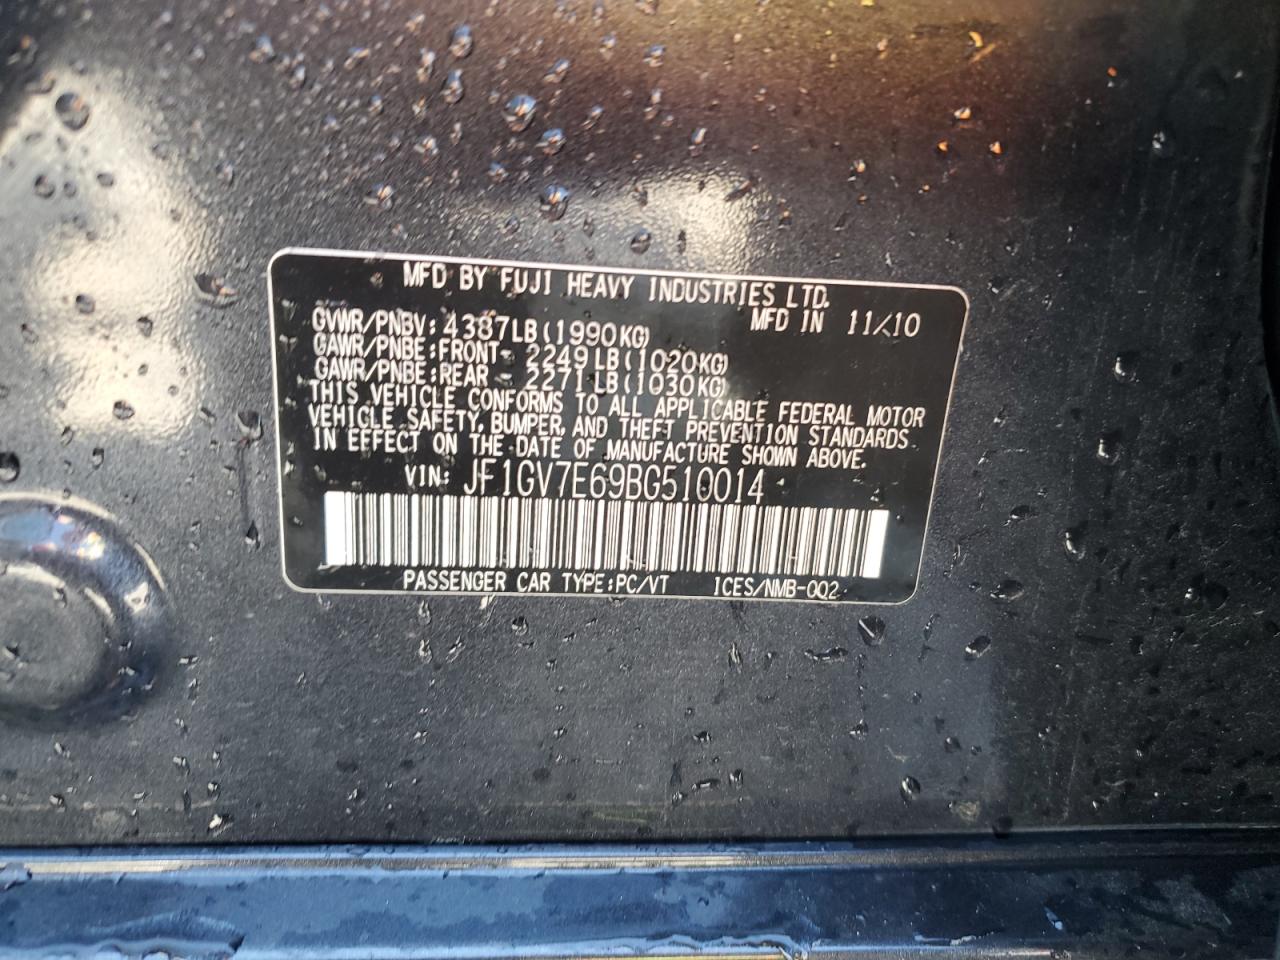 MFD BY FUJI HEAVY INDUSTRIES LTD.
MFD IN 11/10
GVWR/PNBV: 4387LB(1990KG)
GAWR/PNBE:FRONT- 2249LB(1020KG)
GAWR/PNBE:REAR - 2271LB(1030KG)
THIS VEHICLE CONFORMS TO ALL APPLICABLE FEDERAL MOTOR
VEHICLE SAFETY, BUMPER, AND THEFT PREVENTION STANDARDS
IN EFFECT ON THE DATE OF MANUFACTURE SHOWN ABOVE.
VIN: JF1GV7E69BG510014
PASSENGER CAR TYPE:PC/VT ICES/NMB-002